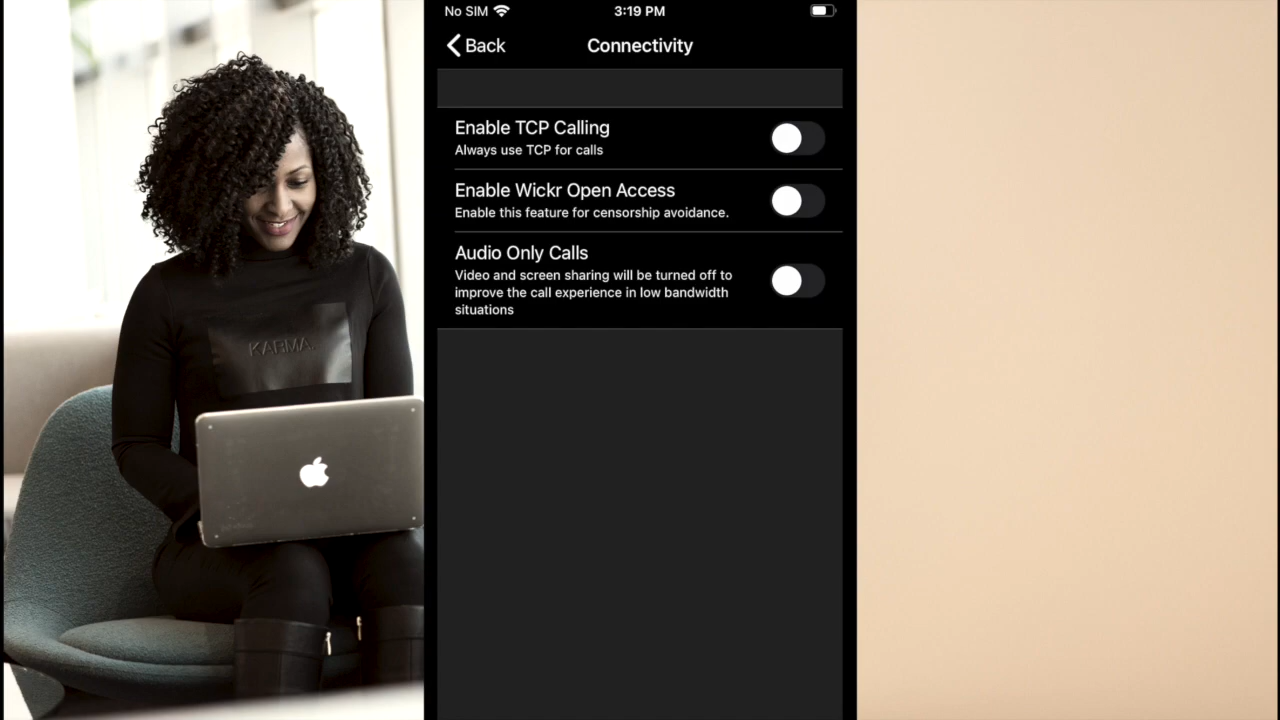 KARMA.
No SIM 3:19 PM
Back Connectivity
Enable TCP Calling
Always use TCP for calls
Enable Wickr Open Access
Enable this feature for censorship avoidance.
Audio Only Calls
Video and screen sharing will be turned off to
improve the call experience in low bandwidth
situations